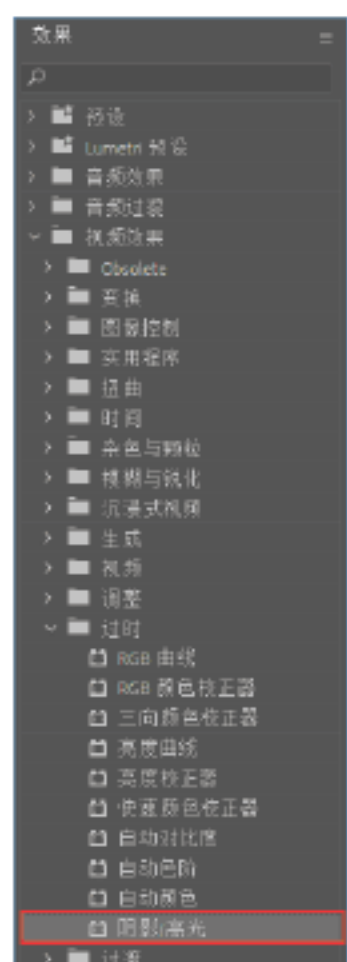 效果
预设
Lumetri 预设
音频效果
音频过渡
视频效果
Obsolete
变换
图像控制
实用程序
扭曲
时间
杂色与颗粒
模糊与锐化
沉浸式视频
生成
视频
调整
过时
RGB 曲线
RGB 颜色校正器
三向颜色校正器
亮度曲线
亮度校正器
快速颜色校正器
自动对比度
自动色阶
自动颜色
阴影/高光
过渡